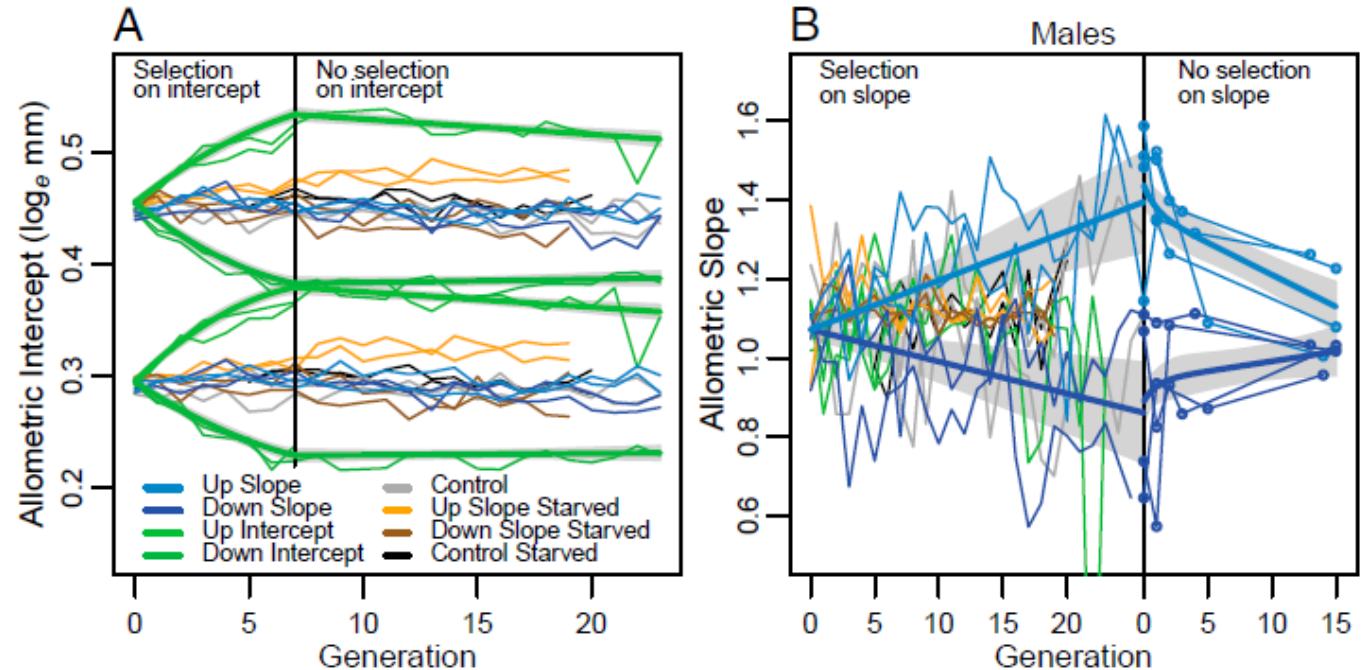 A
Selection
on intercept
No selection
on intercept
Allometric Intercept (logₑ mm)
0.5
0.4
0.3
0.2
Up Slope
Down Slope
Up Intercept
Down Intercept
Control
Up Slope Starved
Down Slope Starved
Control Starved
0 5 10 15 20
Generation
B
Males
Selection
on slope
No selection
on slope
Allometric Slope
1.6
1.4
1.2
1.0
0.8
0.6
0 5 10 15 20 0 5 10 15
Generation